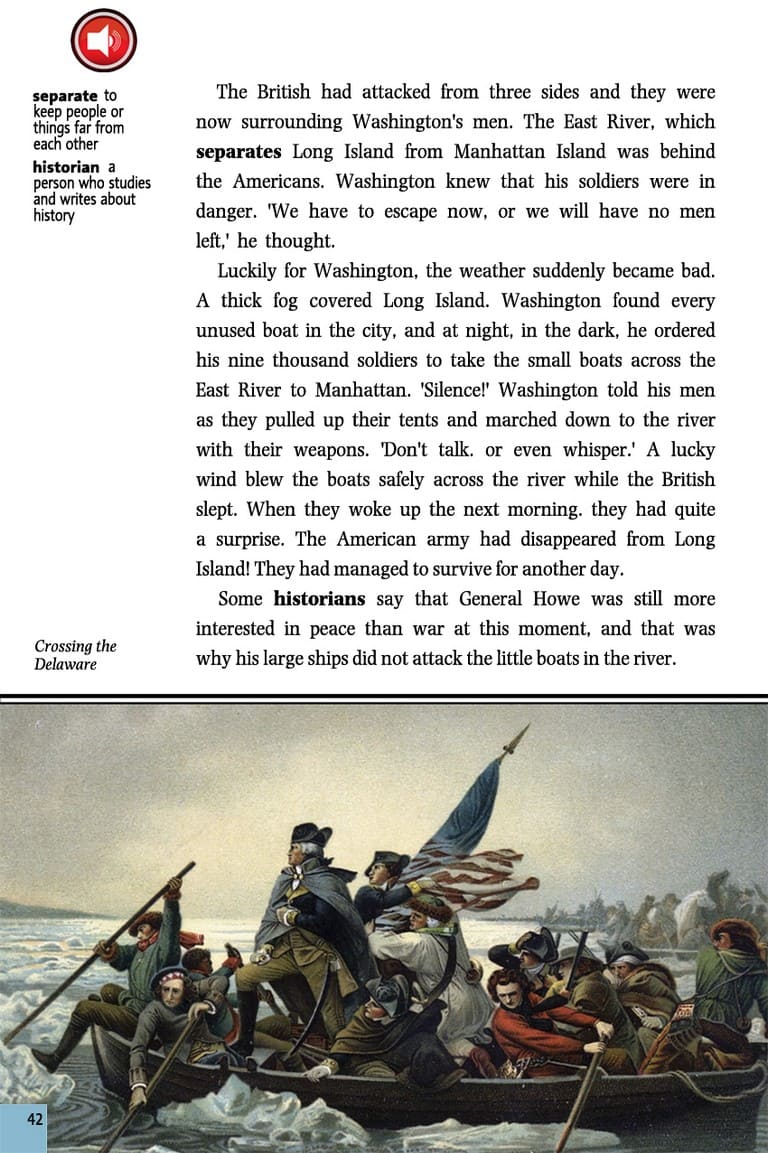 separate to
keep people or
things far from
each other
historian a
person who studies
and writes about
history
The British had attacked from three sides and they were
now surrounding Washington's men. The East River, which
separates Long Island from Manhattan Island was behind
the Americans. Washington knew that his soldiers were in
danger. 'We have to escape now, or we will have no men
left,' he thought.
Luckily for Washington, the weather suddenly became bad.
A thick fog covered Long Island. Washington found every
unused boat in the city, and at night, in the dark, he ordered
his nine thousand soldiers to take the small boats across the
East River to Manhattan. 'Silence!' Washington told his men
as they pulled up their tents and marched down to the river
with their weapons. 'Don't talk. or even whisper.' A lucky
wind blew the boats safely across the river while the British
slept. When they woke up the next morning. they had quite
a surprise. The American army had disappeared from Long
Island! They had managed to survive for another day.
Some historians say that General Howe was still more
interested in peace than war at this moment, and that was
why his large ships did not attack the little boats in the river.
Crossing the
Delaware
42